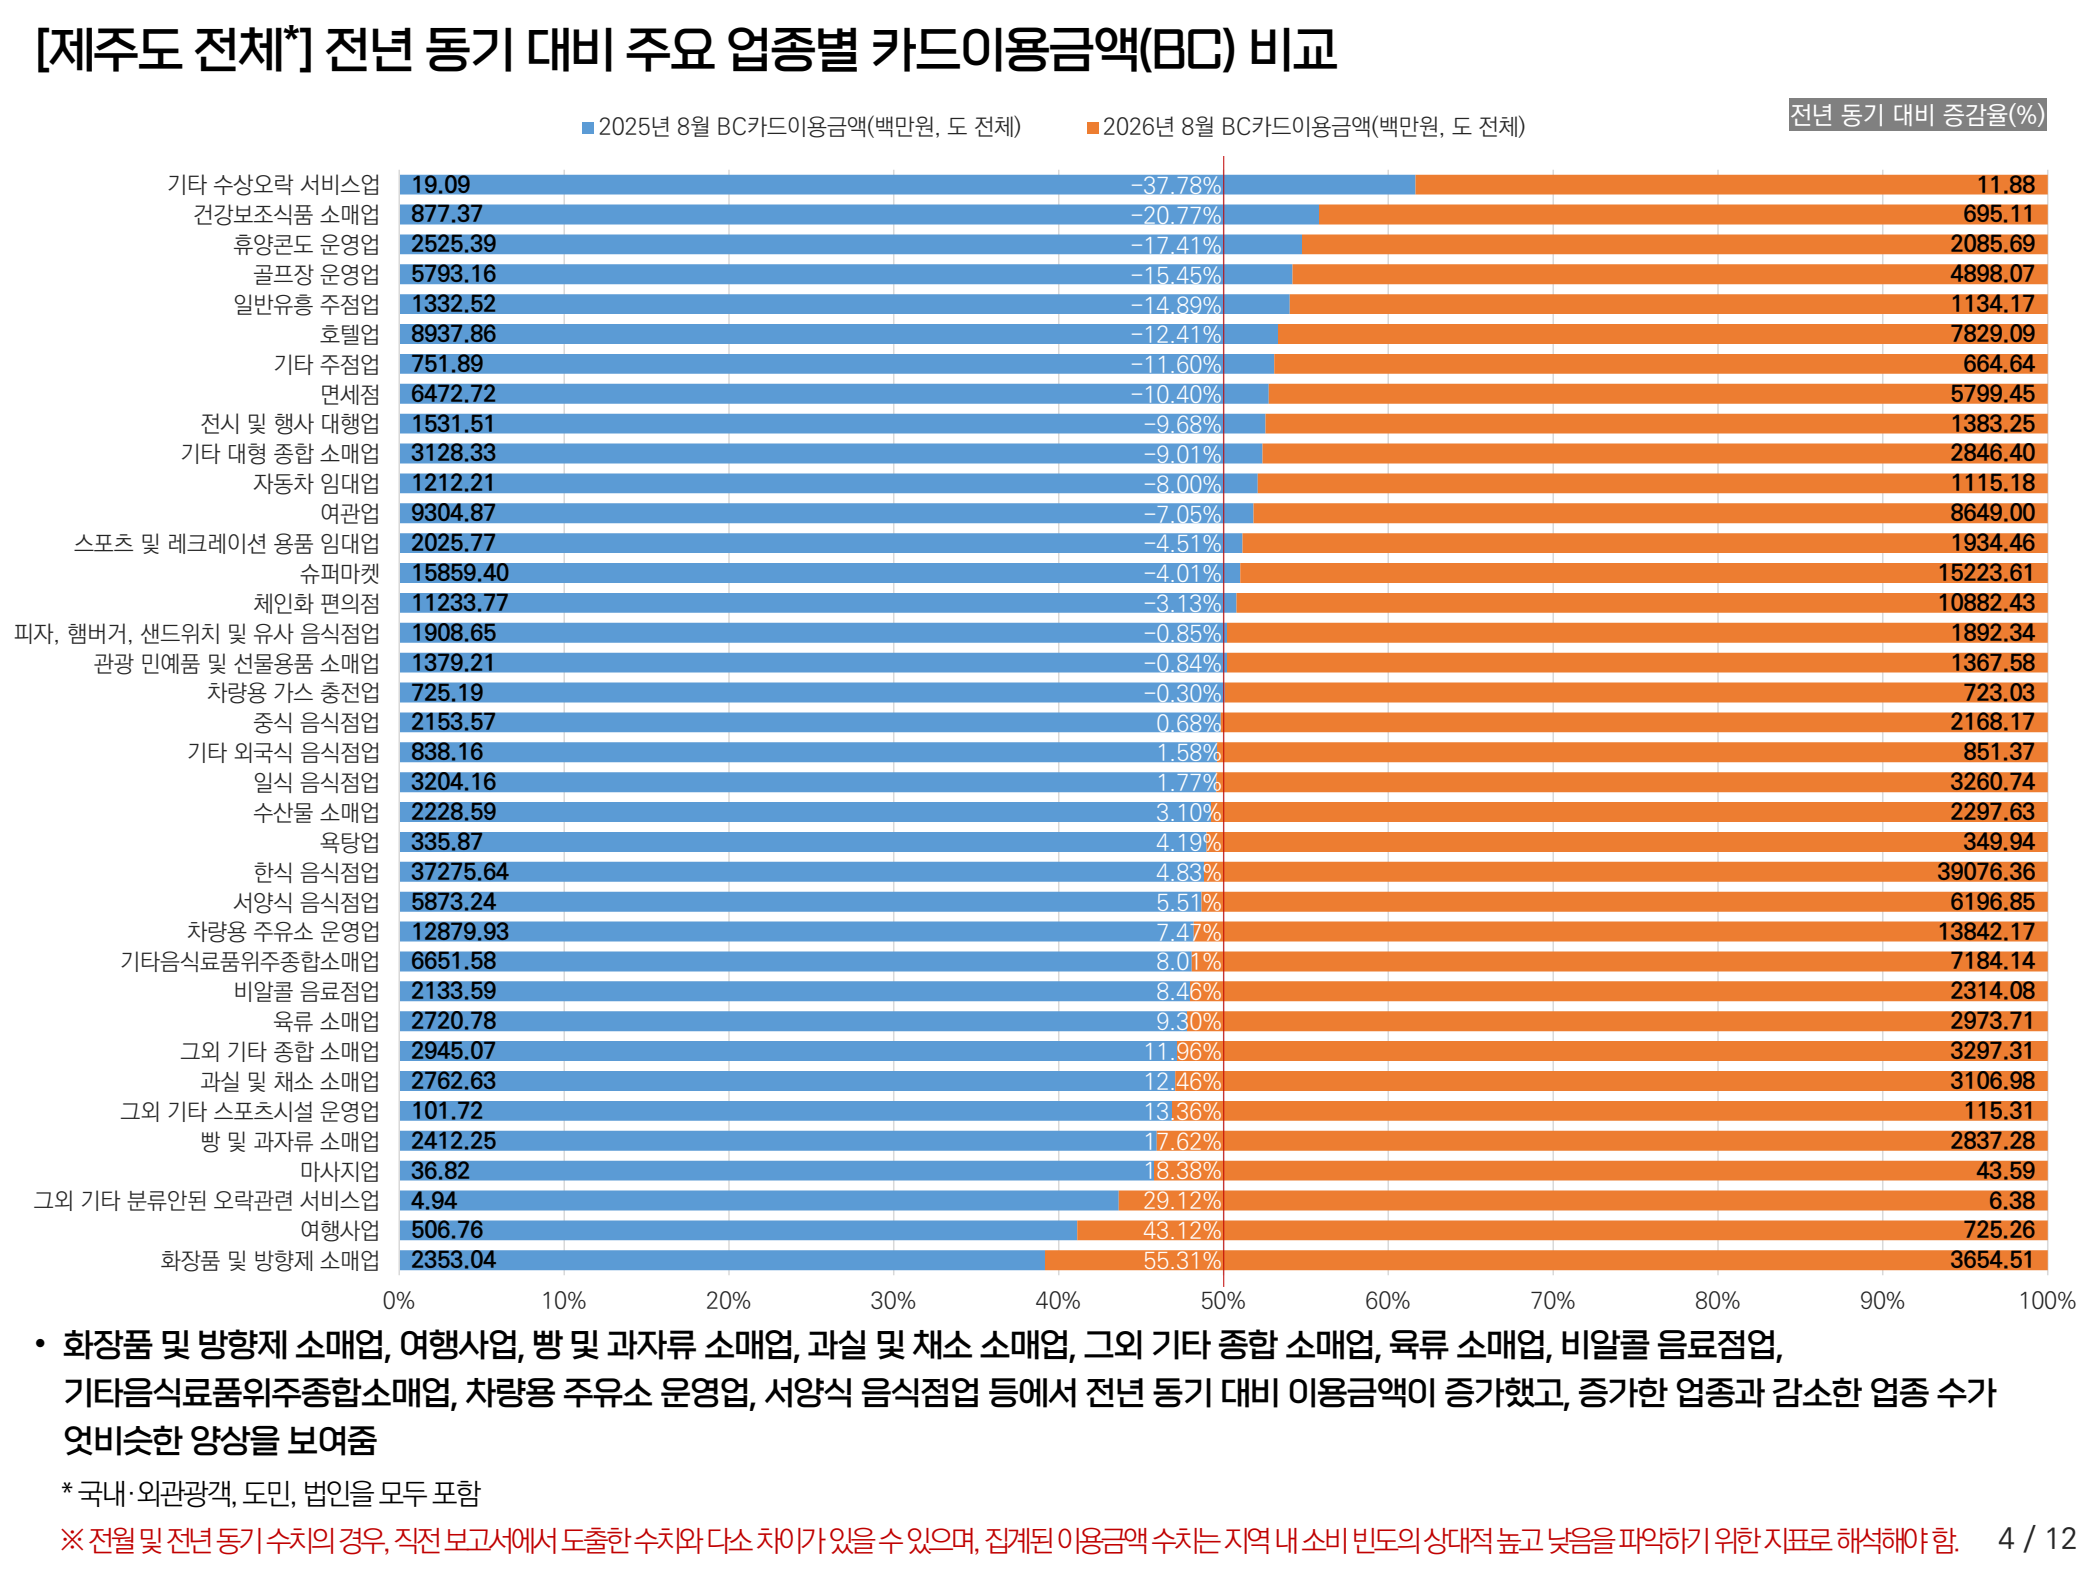 [제주도 전체*] 전년 동기 대비 주요 업종별 카드이용금액(BC) 비교
2025년 8월 BC카드이용금액(백만원, 도 전체) 2026년 8월 BC카드이용금액(백만원, 도 전체) 전년 동기 대비 증감율(%)
기타 수상오락 서비스업 19.09 -37.78% 11.88
건강보조식품 소매업 877.37 -20.77% 695.11
휴양콘도 운영업 2525.39 -17.41% 2085.69
골프장 운영업 5793.16 -15.45% 4898.07
일반유흥 주점업 1332.52 -14.89% 1134.17
호텔업 8937.86 -12.41% 7829.09
기타 주점업 751.89 -11.60% 664.64
면세점 6472.72 -10.40% 5799.45
전시 및 행사 대행업 1531.51 -9.68% 1383.25
기타 대형 종합 소매업 3128.33 -9.01% 2846.40
자동차 임대업 1212.21 -8.00% 1115.18
여관업 9304.87 -7.05% 8649.00
스포츠 및 레크레이션 용품 임대업 2025.77 -4.51% 1934.46
슈퍼마켓 15859.40 -4.01% 15223.61
체인화 편의점 11233.77 -3.13% 10882.43
피자, 햄버거, 샌드위치 및 유사 음식점업 1908.65 -0.85% 1892.34
관광 민예품 및 선물용품 소매업 1379.21 -0.84% 1367.58
차량용 가스 충전업 725.19 -0.30% 723.03
중식 음식점업 2153.57 0.68% 2168.17
기타 외국식 음식점업 838.16 1.58% 851.37
일식 음식점업 3204.16 1.77% 3260.74
수산물 소매업 2228.59 3.10% 2297.63
욕탕업 335.87 4.19% 349.94
한식 음식점업 37275.64 4.83% 39076.36
서양식 음식점업 5873.24 5.51% 6196.85
차량용 주유소 운영업 12879.93 7.47% 13842.17
기타음식료품위주종합소매업 6651.58 8.01% 7184.14
비알콜 음료점업 2133.59 8.46% 2314.08
육류 소매업 2720.78 9.30% 2973.71
그외 기타 종합 소매업 2945.07 11.96% 3297.31
과실 및 채소 소매업 2762.63 12.46% 3106.98
그외 기타 스포츠시설 운영업 101.72 13.36% 115.31
빵 및 과자류 소매업 2412.25 17.62% 2837.28
마사지업 36.82 18.38% 43.59
그외 기타 분류안된 오락관련 서비스업 4.94 29.12% 6.38
여행사업 506.76 43.12% 725.26
화장품 및 방향제 소매업 2353.04 55.31% 3654.51
0% 10% 20% 30% 40% 50% 60% 70% 80% 90% 100%
• 화장품 및 방향제 소매업, 여행사업, 빵 및 과자류 소매업, 과실 및 채소 소매업, 그외 기타 종합 소매업, 육류 소매업, 비알콜 음료점업,
기타음식료품위주종합소매업, 차량용 주유소 운영업, 서양식 음식점업 등에서 전년 동기 대비 이용금액이 증가했고, 증가한 업종과 감소한 업종 수가
엇비슷한 양상을 보여줌
* 국내·외관광객, 도민, 법인을 모두 포함
※ 전월 및 전년 동기 수치의 경우, 직전 보고서에서 도출한 수치와 다소 차이가 있을 수 있으며, 집계된 이용금액 수치는 지역 내 소비 빈도의 상대적 높고 낮음을 파악하기 위한 지표로 해석해야 함. 4 / 12